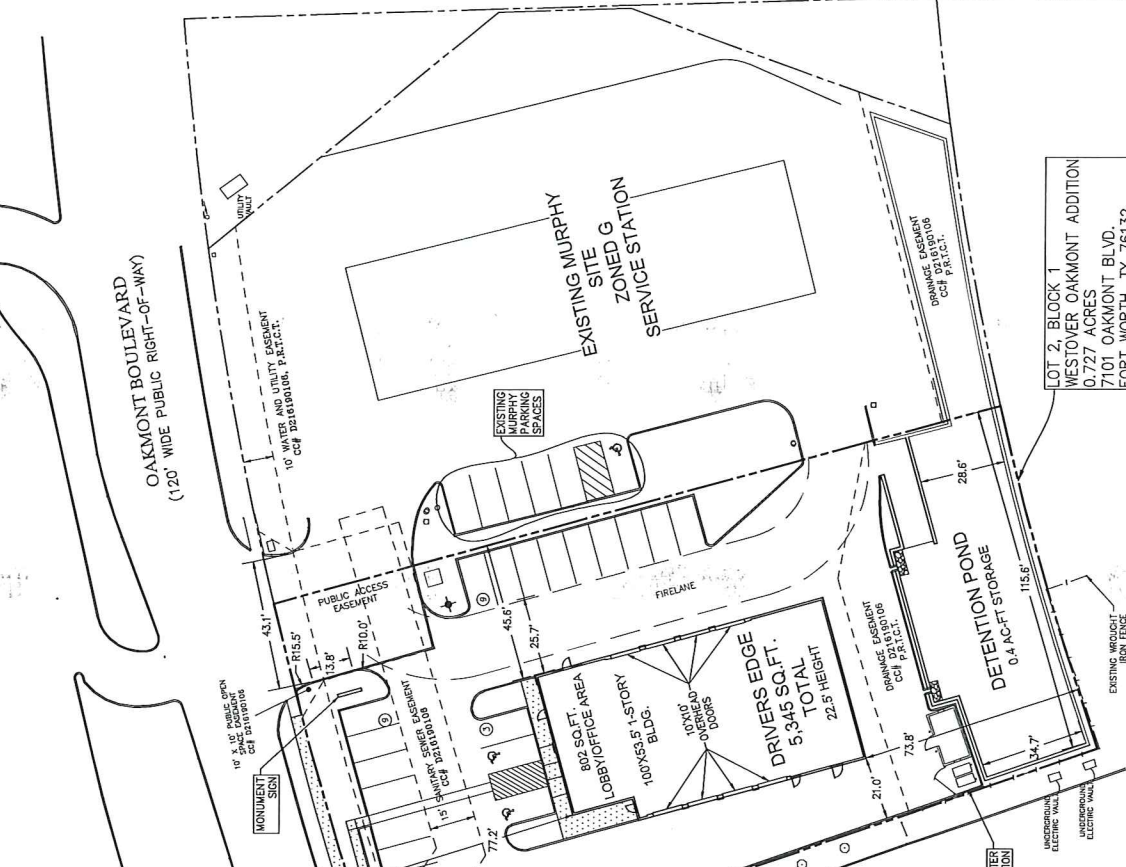 OAKMONT BOULEVARD
(120' WIDE PUBLIC RIGHT-OF-WAY)
UTILITY
VAULT
10' WATER AND UTILITY EASEMENT
CC# D216190106, P.R.T.C.T.
EXISTING MURPHY
SITE
ZONED G
SERVICE STATION
DRAINAGE EASEMENT
CC# D216190106
P.R.T.C.T.
LOT 2, BLOCK 1
WESTOVER OAKMONT ADDITION
0.727 ACRES
7101 OAKMONT BLVD.
FORT WORTH, TX 76132
EXISTING
MURPHY
PARKING
SPACES
43.1'
R15.5'
13.8'
R10.0'
PUBLIC ACCESS
EASEMENT
9
45.6'
25.7'
FIRELANE
28.6'
115.6'
DETENTION POND
0.4 AC-FT STORAGE
DRAINAGE EASEMENT
CC# D216190106
P.R.T.C.T.
10' X 10' PUBLIC OPEN
SPACE EASEMENT
CC# D216190106
MONUMENT
SIGN
9
15' SANITARY SEWER EASEMENT
CC# D216190106
3
77.2'
802 SQ.FT.
LOBBY/OFFICE AREA
100'X53.5' 1-STORY
BLDG.
10'X10'
OVERHEAD
DOORS
DRIVERS EDGE
5,345 SQ.FT.
TOTAL
22.5' HEIGHT
21.0'
73.8'
34.7'
EXISTING WROUGHT
IRON FENCE
UNDERGROUND
ELECTRIC VAULT
UNDERGROUND
ELECTRIC VAULT